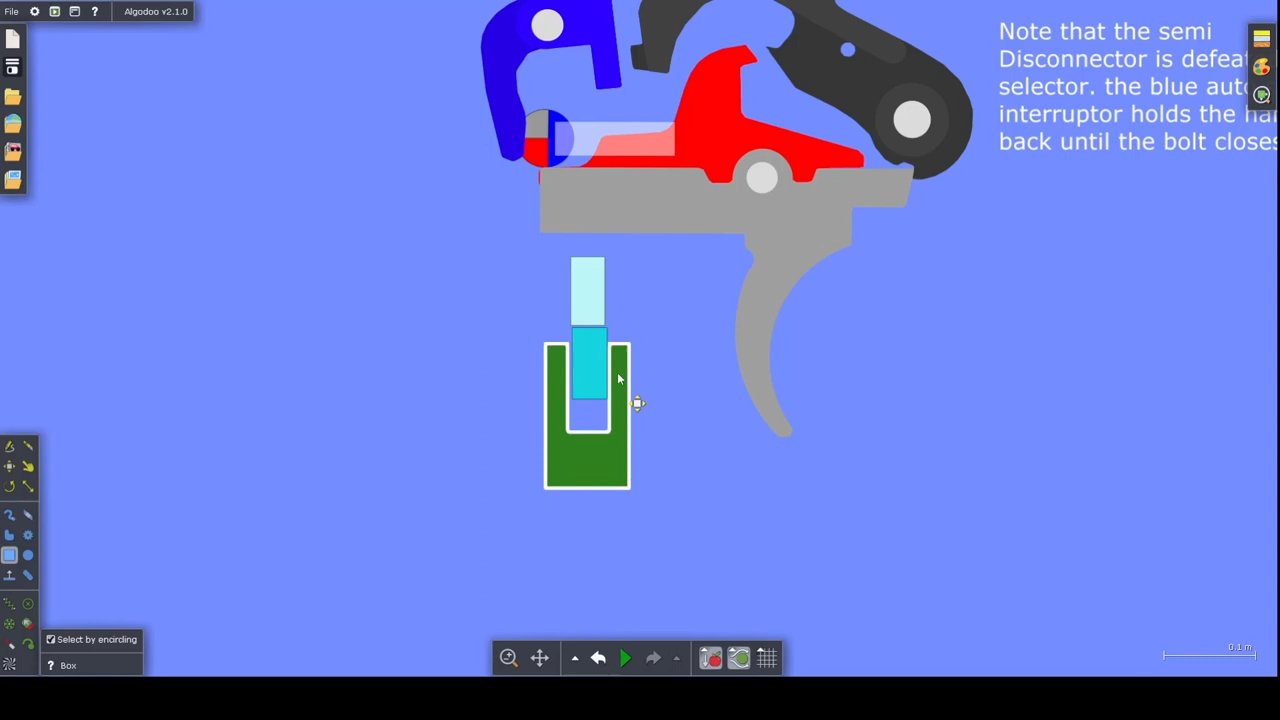 File
?
Algodoo v2.1.0
Note that the semi
Disconnector is
selector. the blue
interruptor holds the
back until the bolt
Select by encircling
? Box
0.1 m